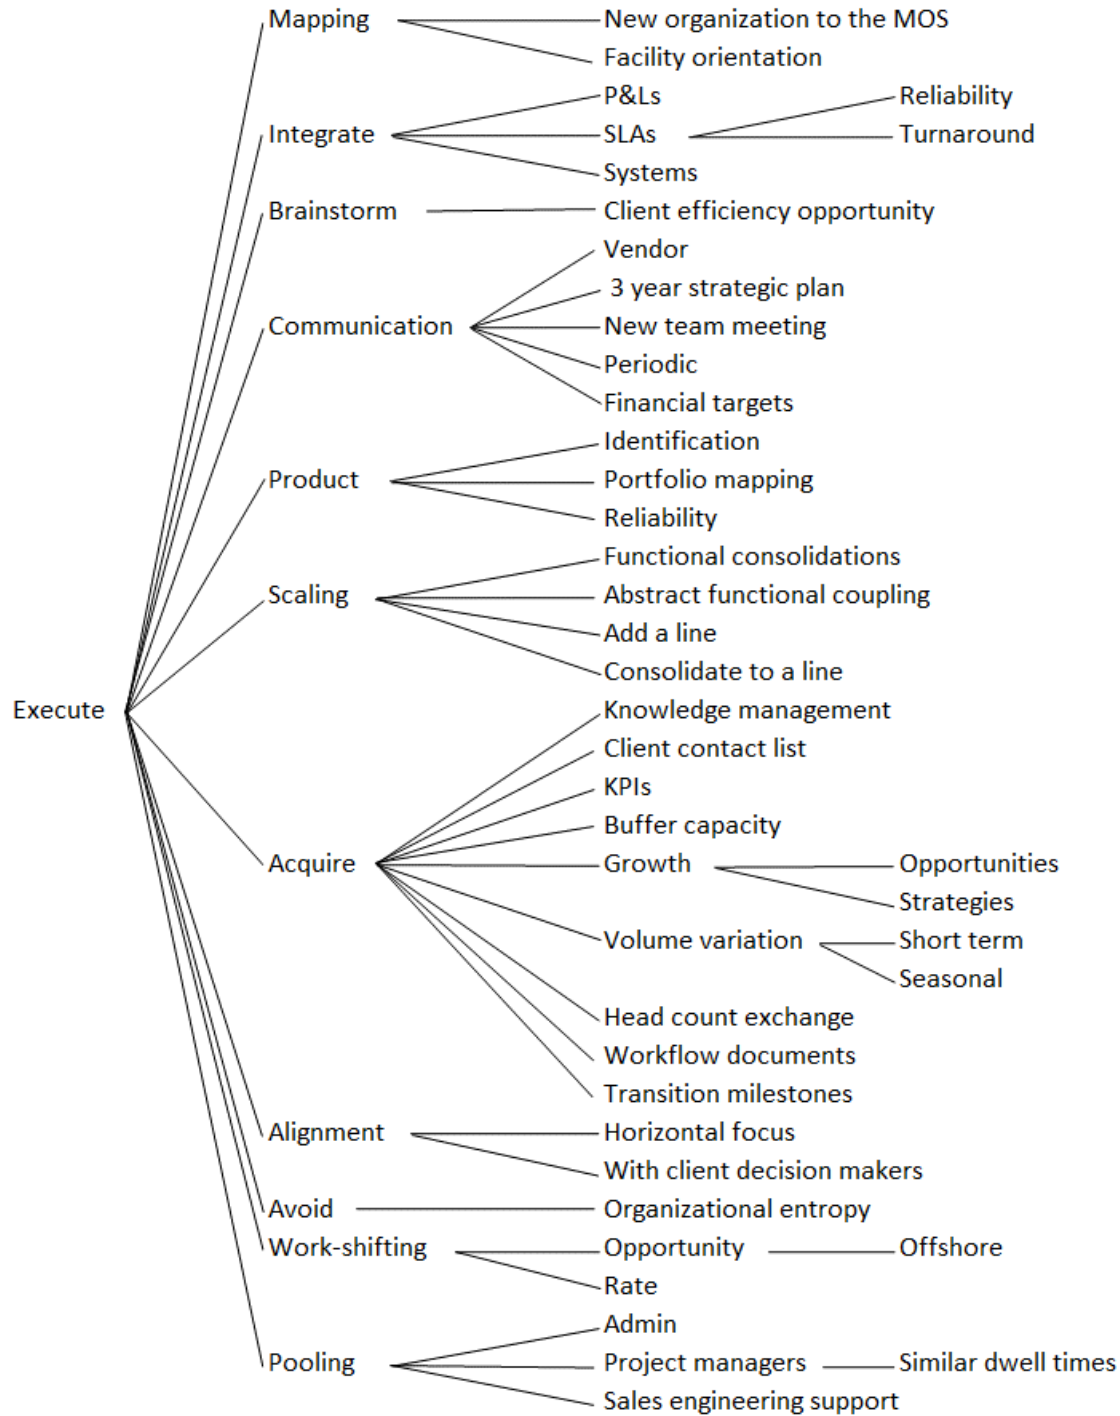 Mapping New organization to the MOS
Facility orientation
P&Ls Reliability
Integrate SLAs Turnaround
Systems
Brainstorm Client efficiency opportunity
Vendor
3 year strategic plan
Communication New team meeting
Periodic
Financial targets
Identification
Product Portfolio mapping
Reliability
Functional consolidations
Scaling Abstract functional coupling
Add a line
Consolidate to a line
Execute Knowledge management
Client contact list
KPIs
Buffer capacity
Acquire Growth Opportunities
Strategies
Volume variation Short term
Seasonal
Head count exchange
Workflow documents
Transition milestones
Alignment Horizontal focus
With client decision makers
Avoid Organizational entropy
Work-shifting Opportunity Offshore
Rate
Admin
Pooling Project managers Similar dwell times
Sales engineering support